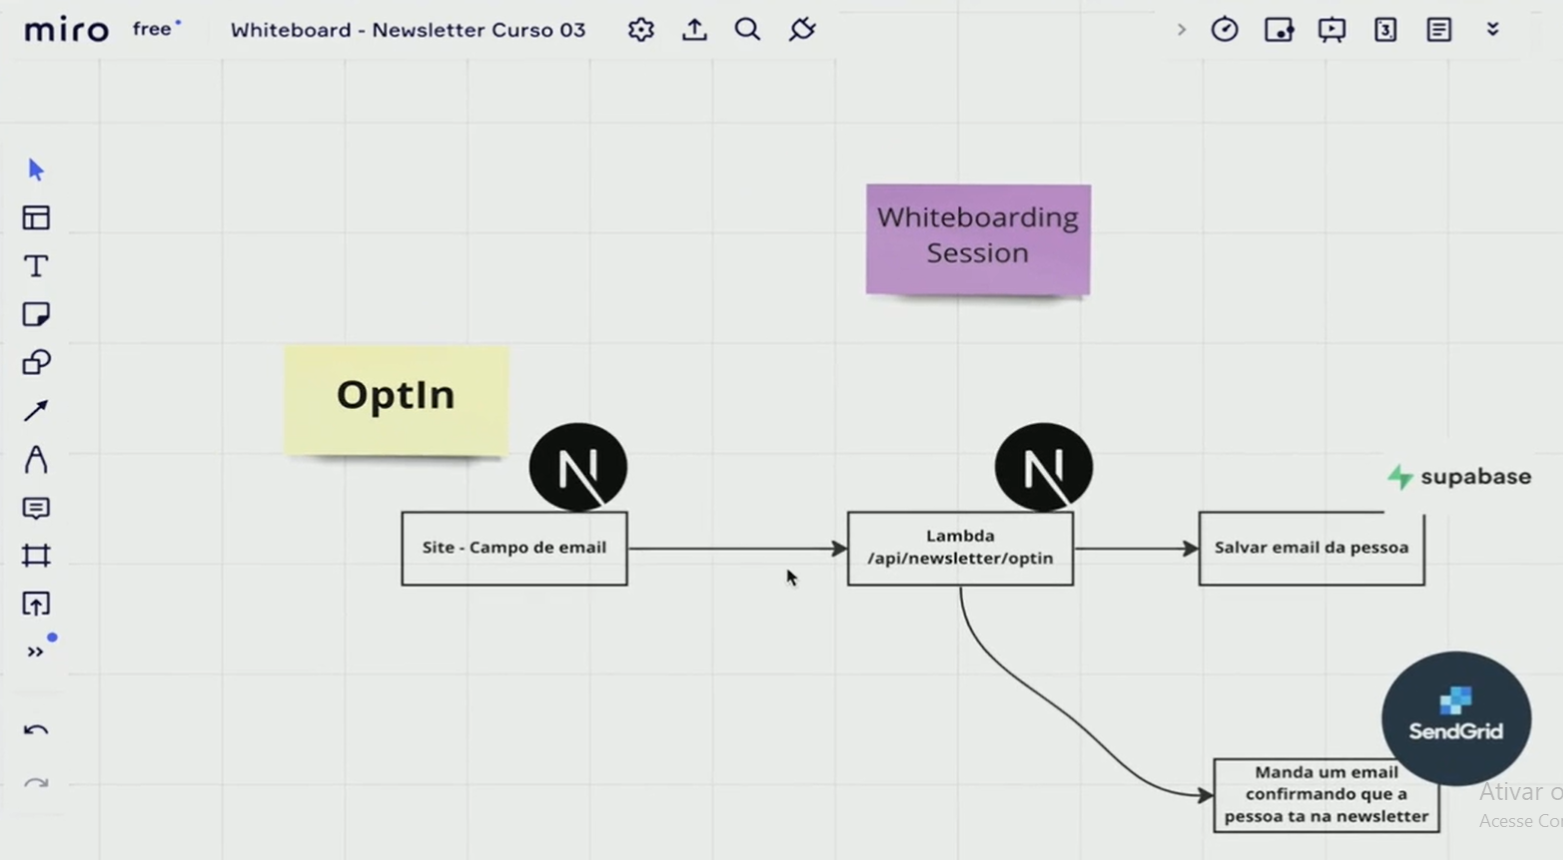 miro free Whiteboard - Newsletter Curso 03
3
Whiteboarding
Session
OptIn
N
N
supabase
Site - Campo de email
Lambda
/api/newsletter/optin
Salvar email da pessoa
SendGrid
Manda um email
confirmando que a
pessoa ta na newsletter
Ativar o
Acesse Con